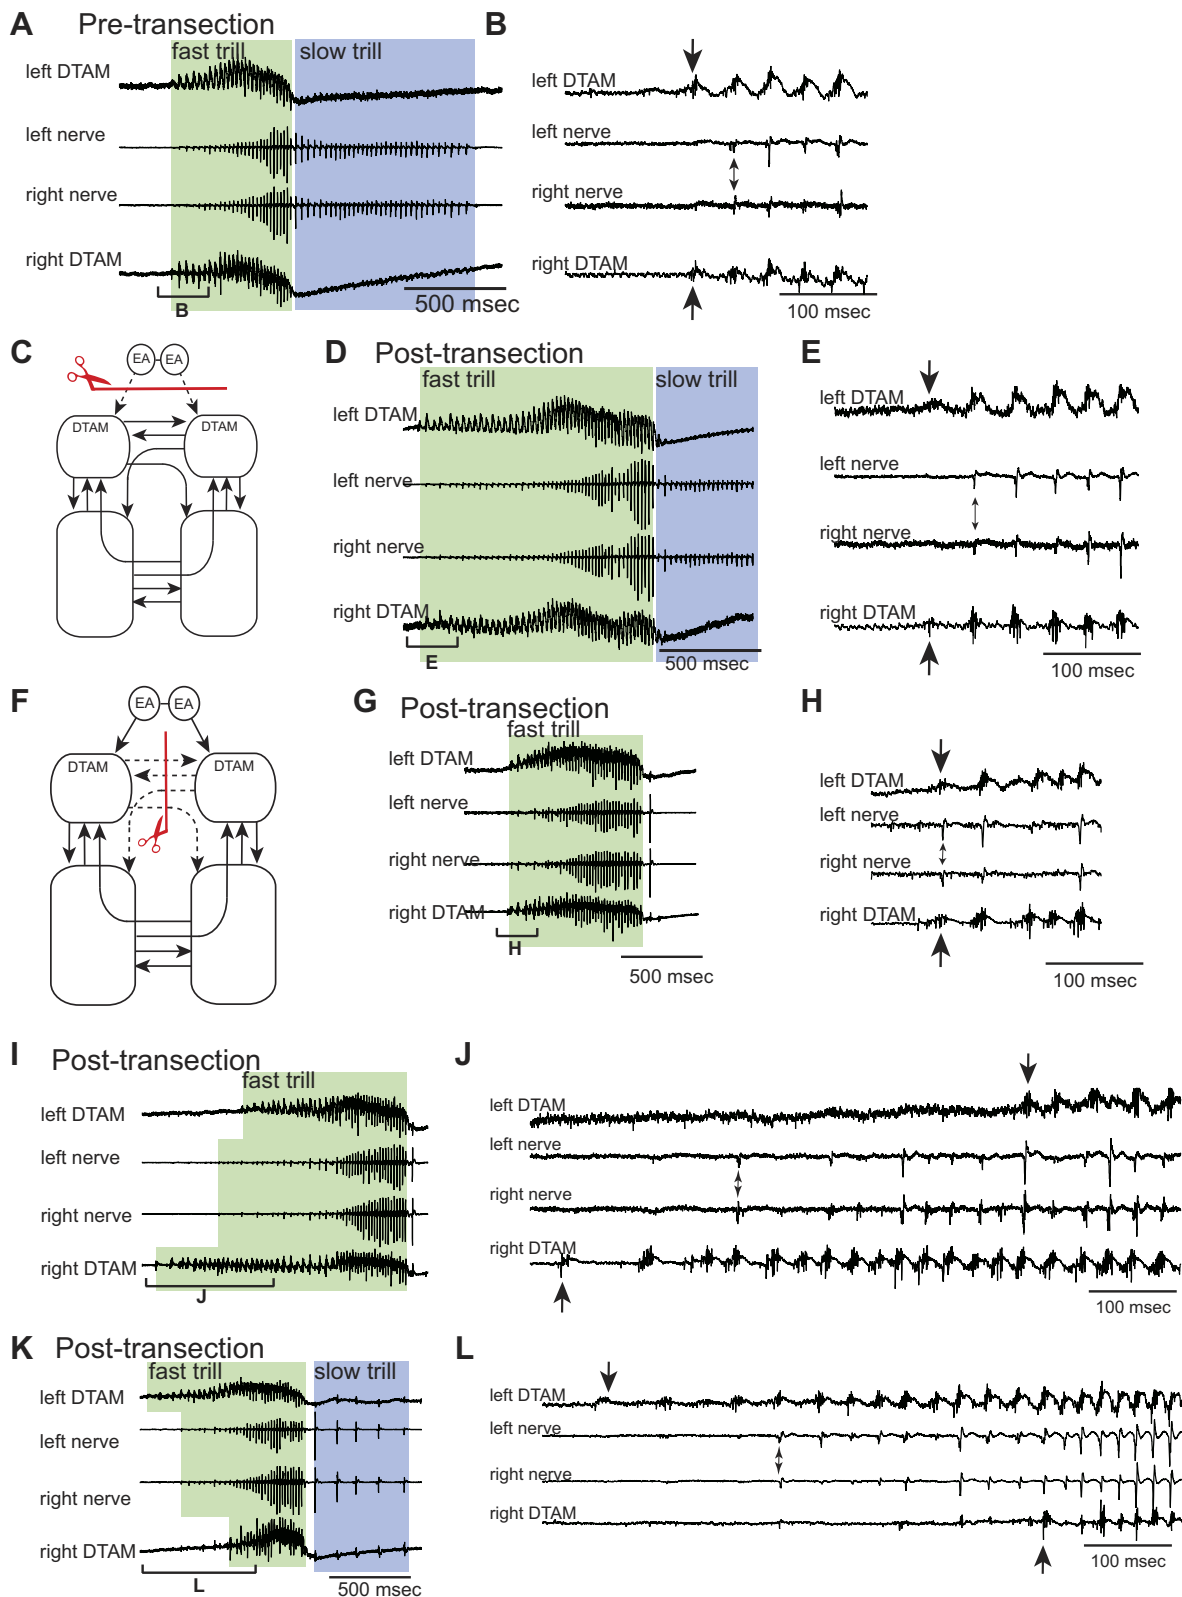 A Pre-transection
fast trill
slow trill
left DTAM
left nerve
right nerve
right DTAM
B
500 msec
B
left DTAM
left nerve
right nerve
right DTAM
100 msec
C
EA EA
DTAM DTAM
D Post-transection
fast trill
slow trill
left DTAM
left nerve
right nerve
right DTAM
E
500 msec
E
left DTAM
left nerve
right nerve
right DTAM
100 msec
F
EA EA
DTAM DTAM
G Post-transection
fast trill
left DTAM
left nerve
right nerve
right DTAM
H
500 msec
H
left DTAM
left nerve
right nerve
right DTAM
100 msec
I Post-transection
fast trill
left DTAM
left nerve
right nerve
right DTAM
J
J
left DTAM
left nerve
right nerve
right DTAM
100 msec
K Post-transection
fast trill
slow trill
left DTAM
left nerve
right nerve
right DTAM
L
500 msec
L
left DTAM
left nerve
right nerve
right DTAM
100 msec